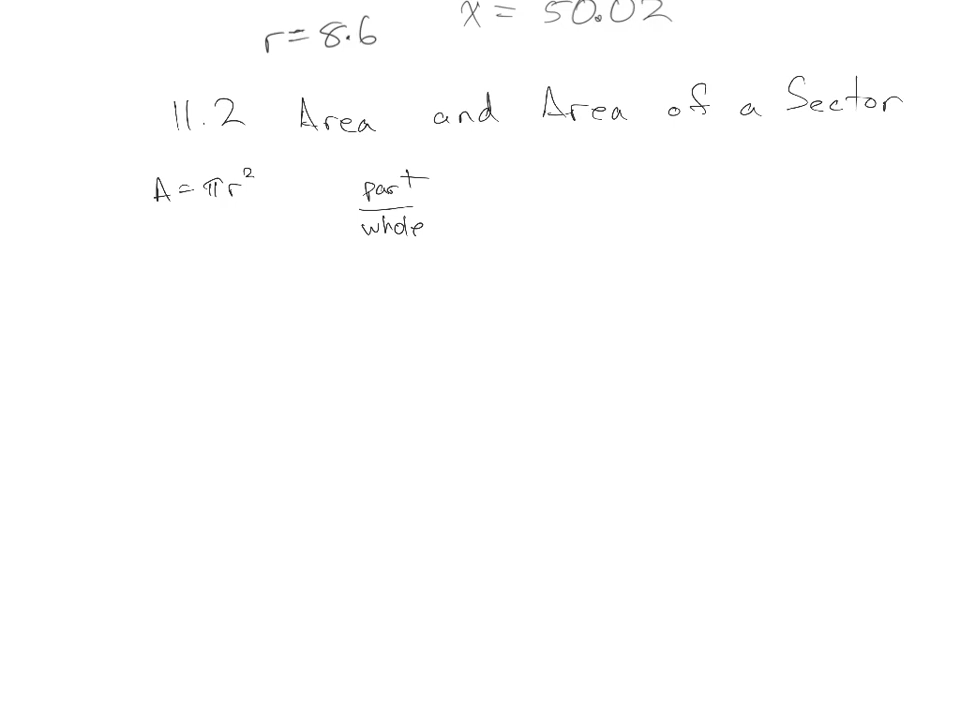 r = 8.6
x = 50.02
11.2 Area and Area of a Sector
A = πr²
part
whole